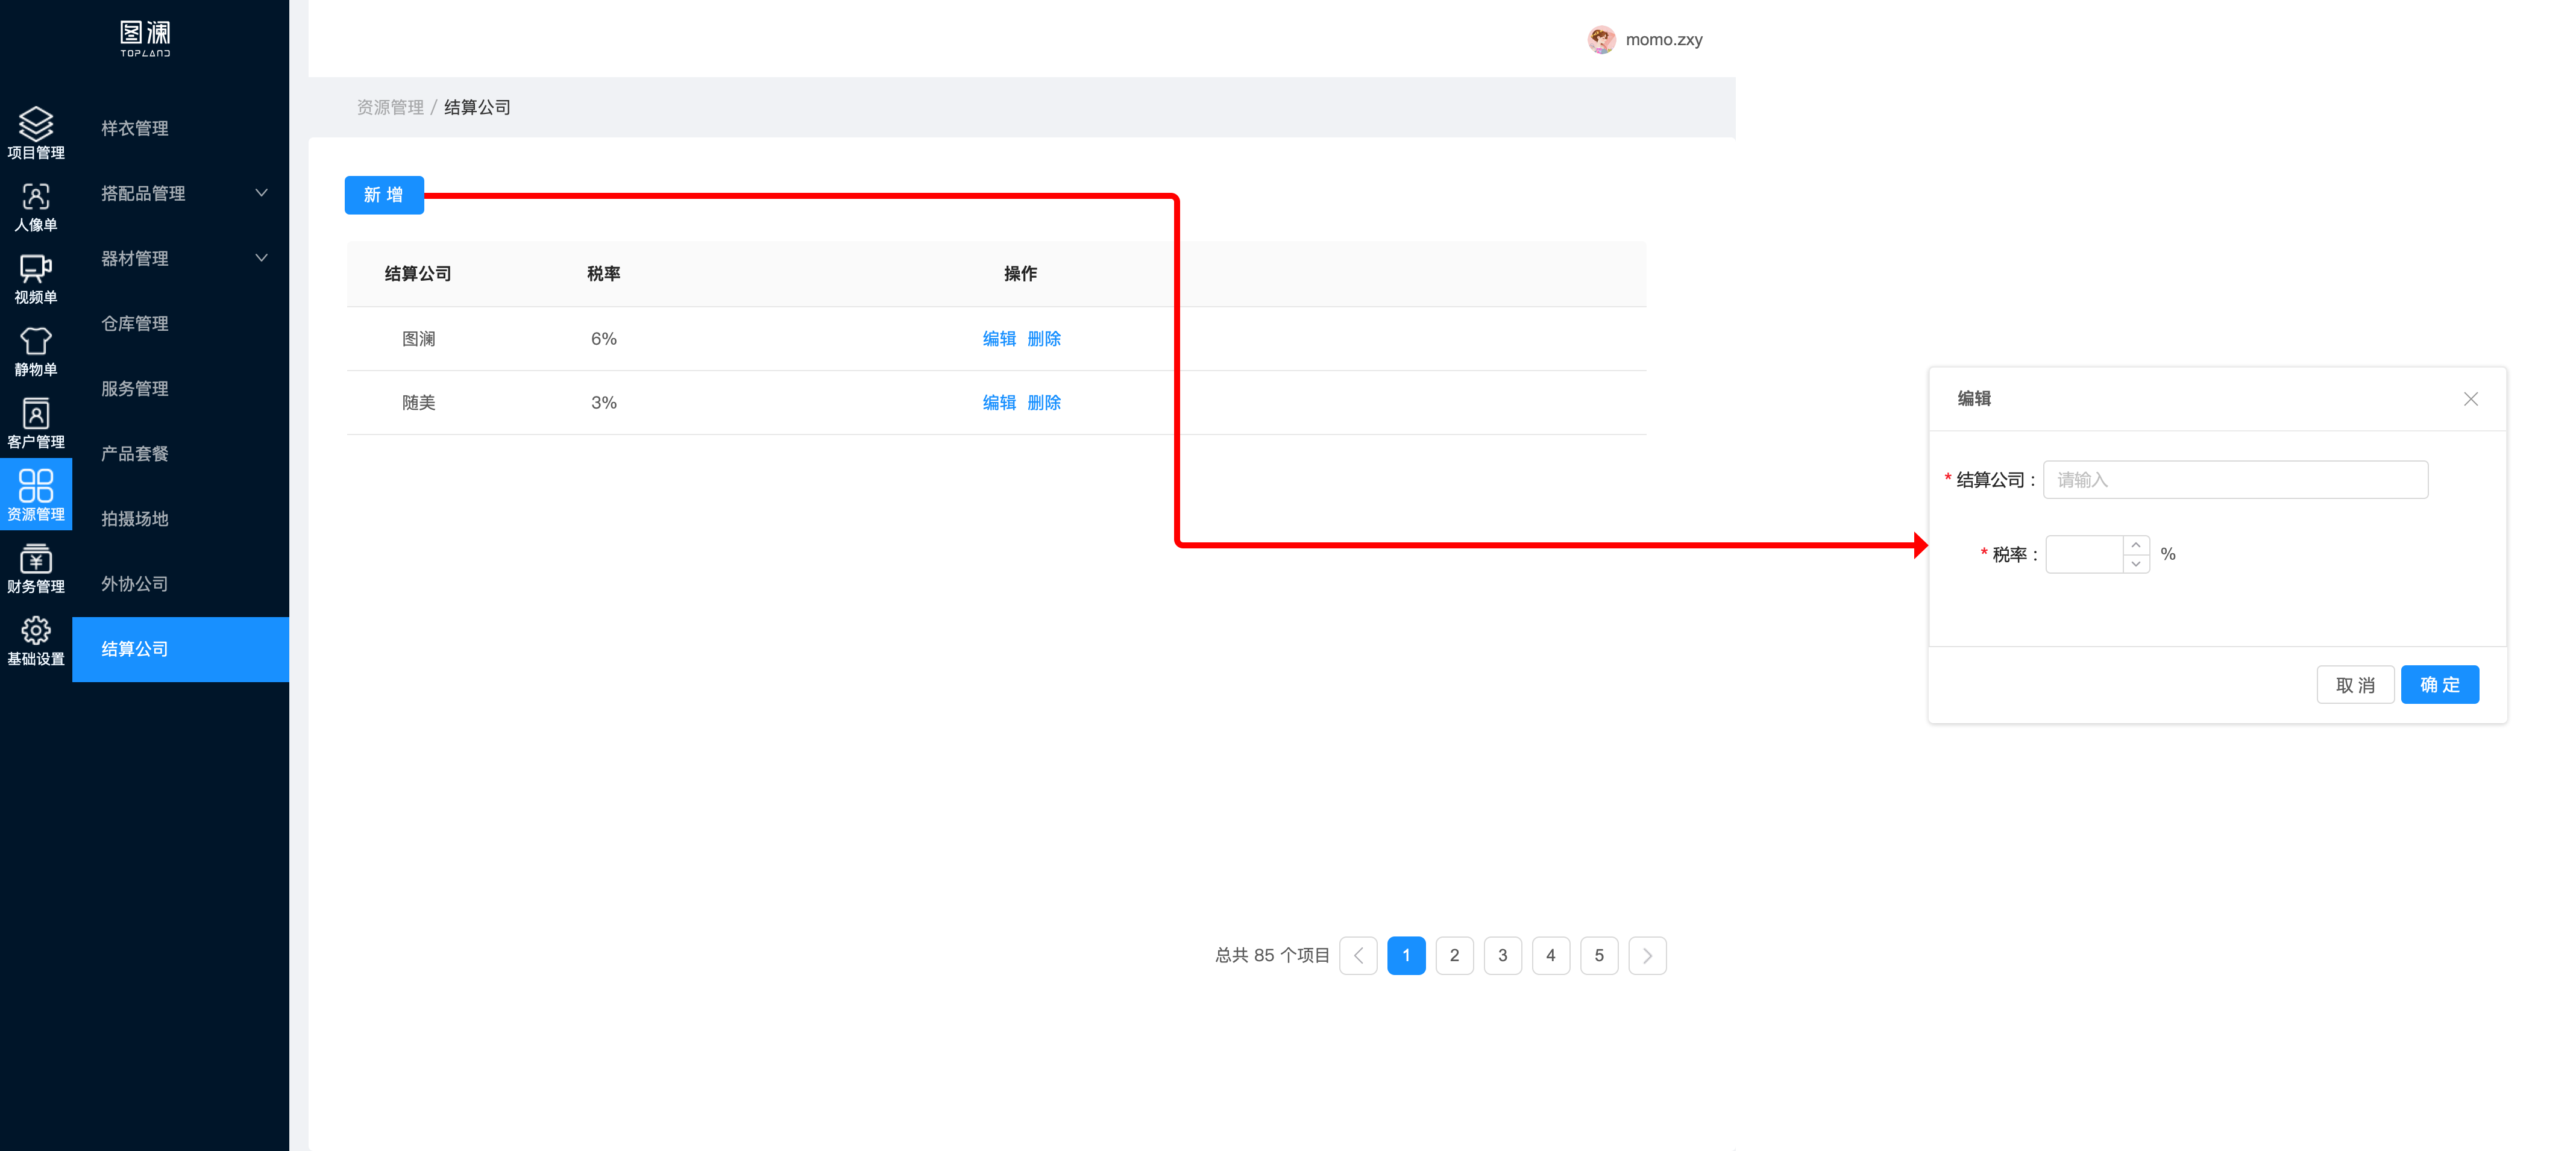 图澜
TOPLAND
项目管理
人像单
视频单
静物单
客户管理
资源管理
财务管理
基础设置
样衣管理
搭配品管理
器材管理
仓库管理
服务管理
产品套餐
拍摄场地
外协公司
结算公司
momo.zxy
资源管理 / 结算公司
新 增
结算公司 税率 操作
图澜 6% 编辑 删除
随美 3% 编辑 删除
总共 85 个项目 1 2 3 4 5
编辑
* 结算公司 : 请输入
* 税率 : %
取 消 确 定